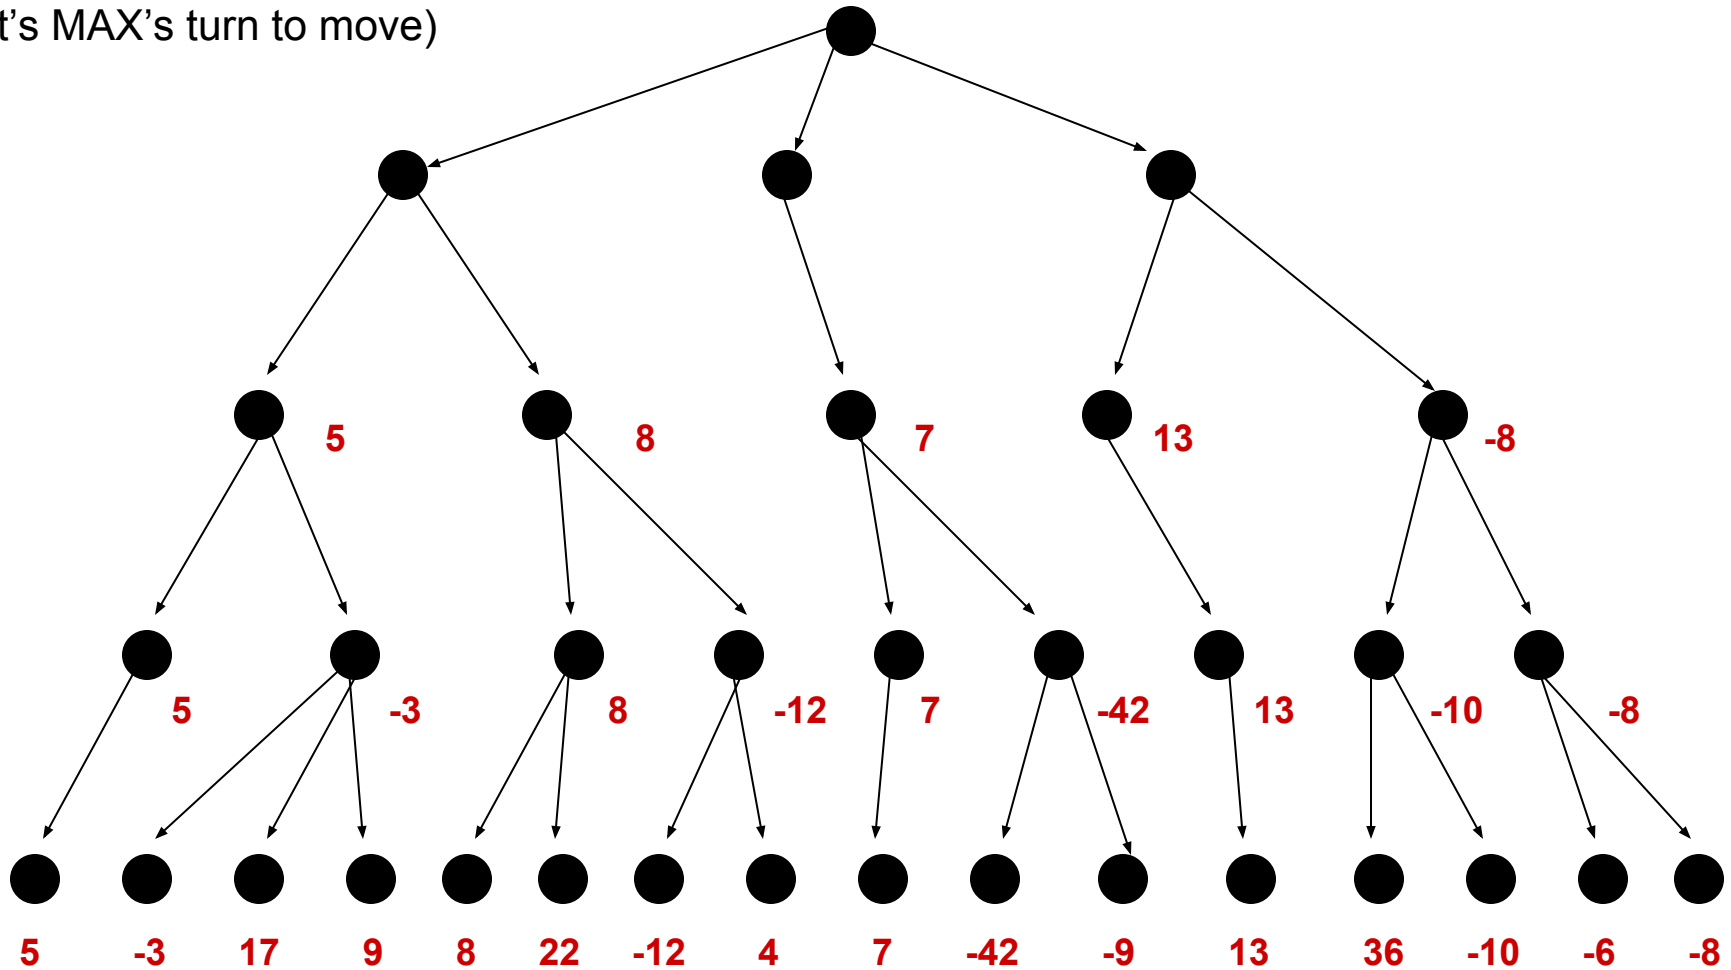 t's MAX's turn to move)
5 8 7 13 -8
5 -3 8 -12 7 -42 13 -10 -8
5 -3 17 9 8 22 -12 4 7 -42 -9 13 36 -10 -6 -8